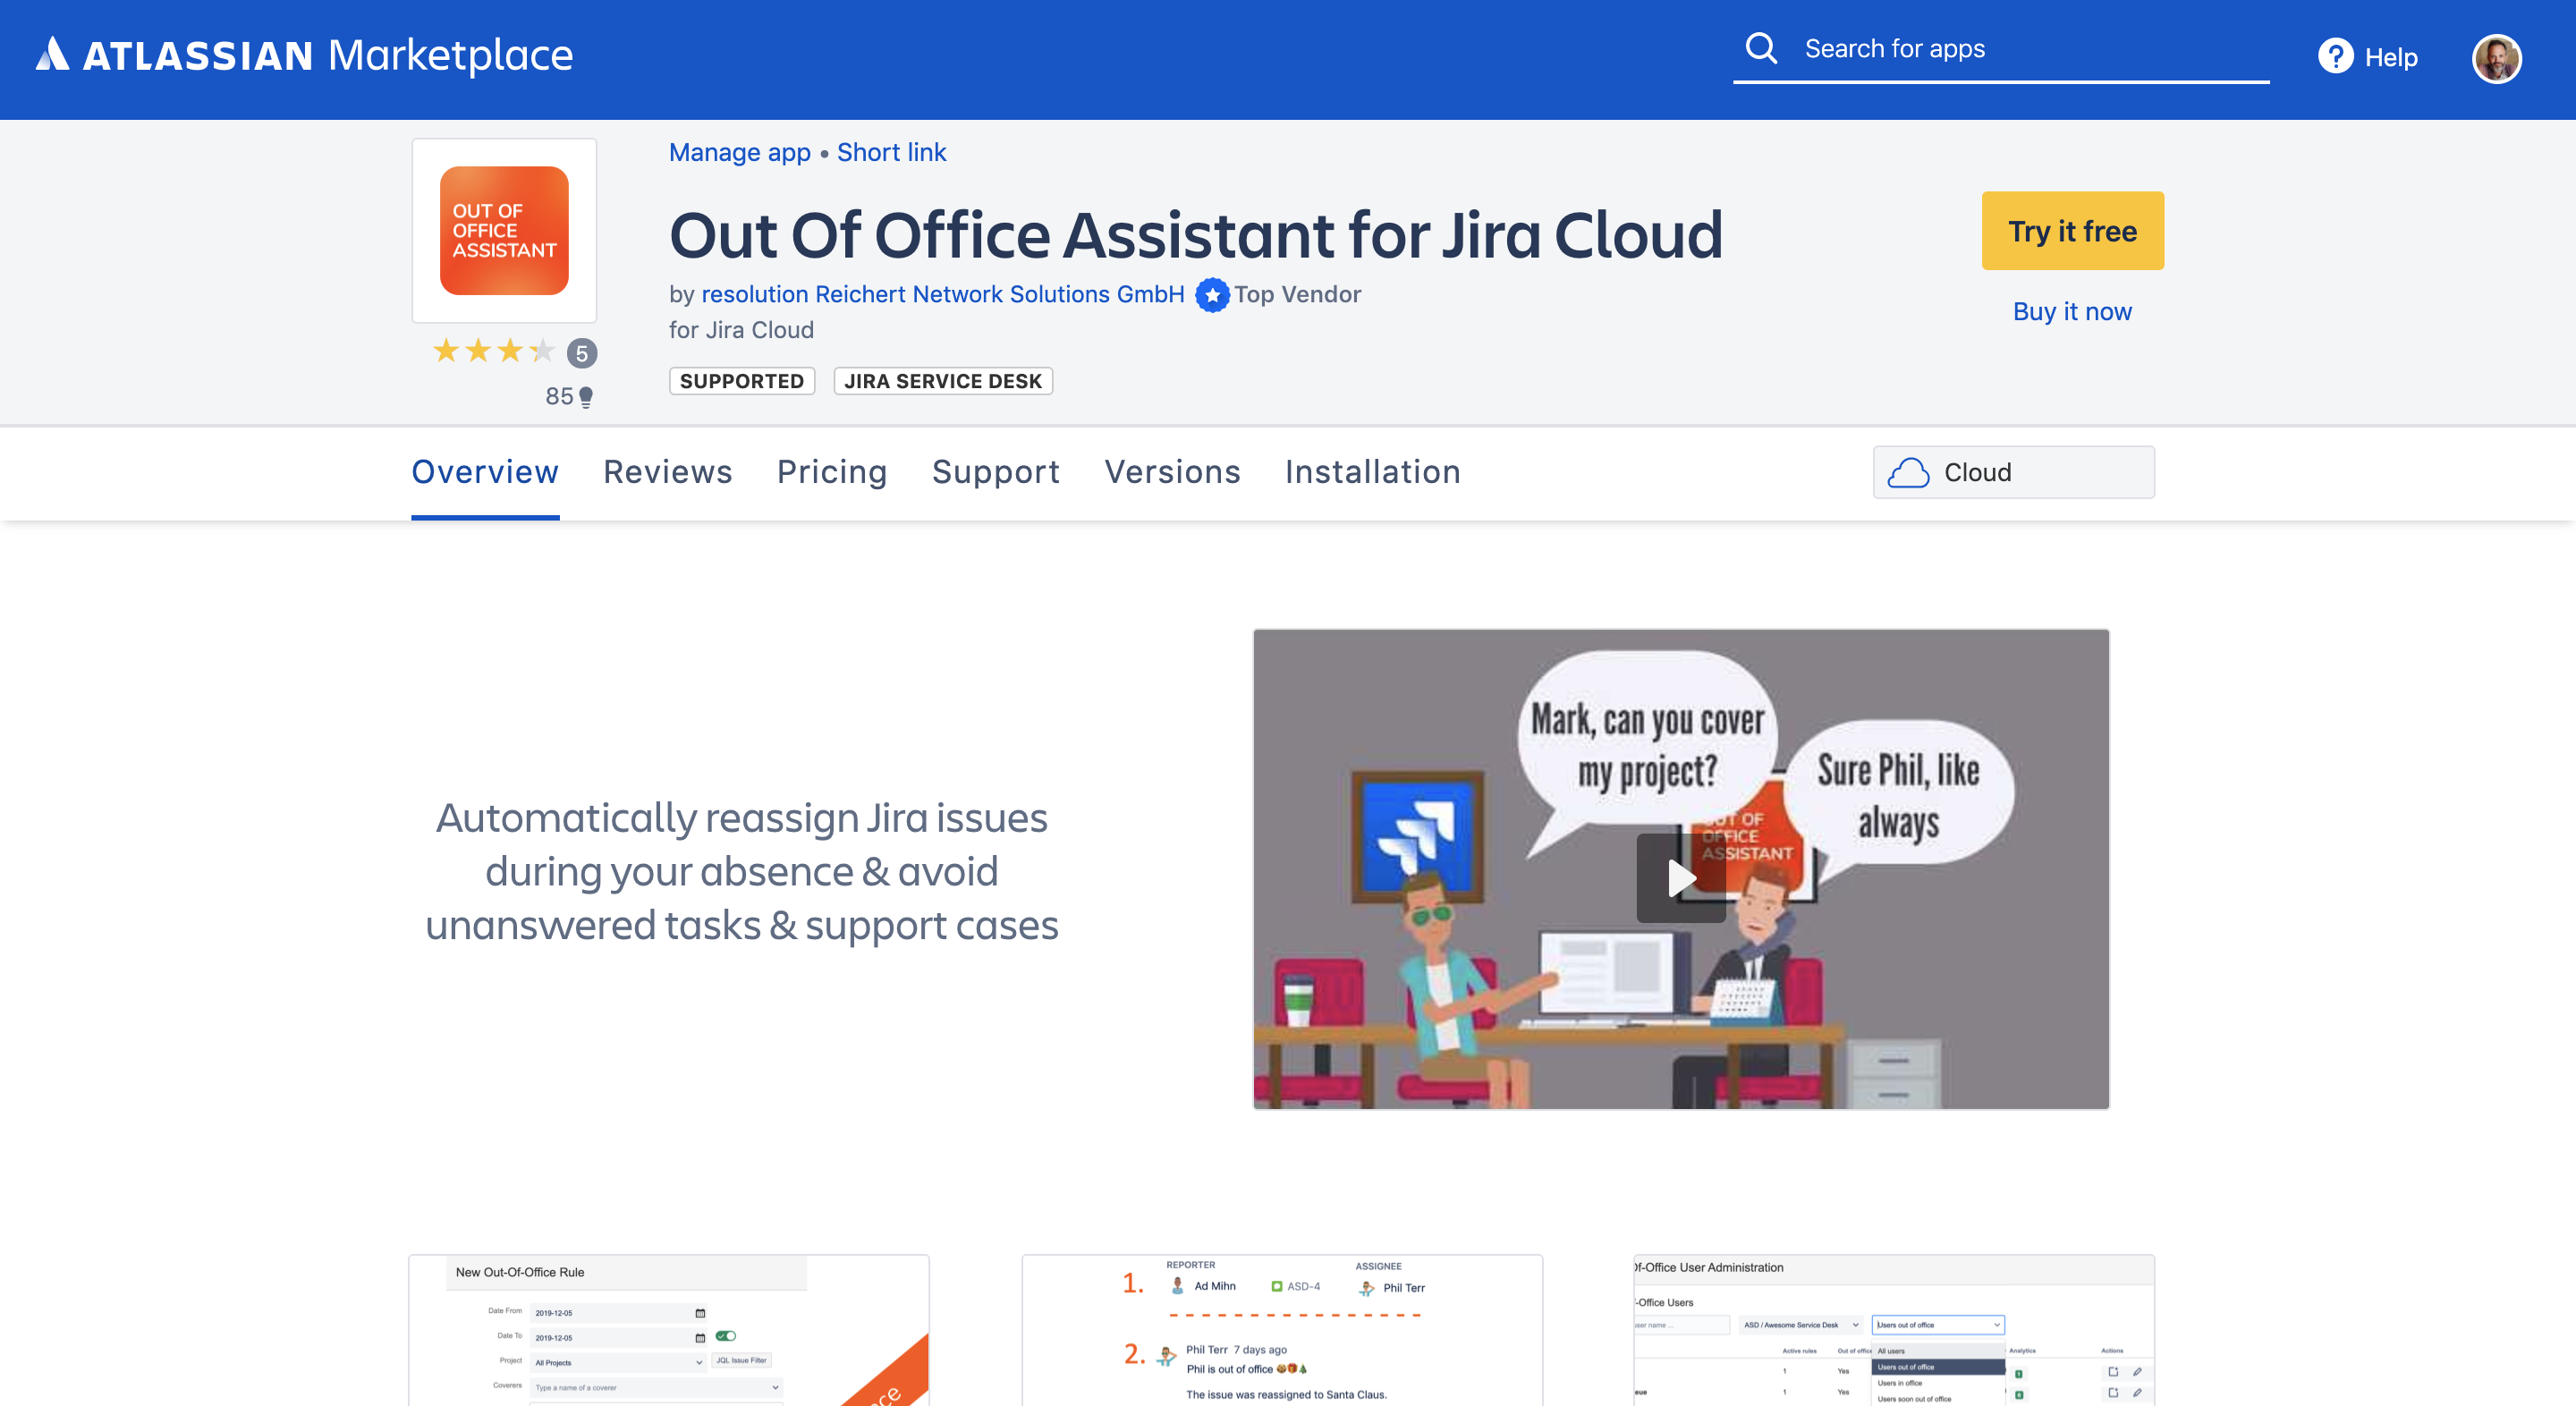 ATLASSIAN Marketplace
Search for apps
Help
Manage app • Short link
OUT OF
OFFICE
ASSISTANT
Out Of Office Assistant for Jira Cloud
Try it free
by resolution Reichert Network Solutions GmbH Top Vendor
Buy it now
for Jira Cloud
5
SUPPORTED JIRA SERVICE DESK
85
Overview Reviews Pricing Support Versions Installation
Cloud
Automatically reassign Jira issues
during your absence & avoid
unanswered tasks & support cases
Mark, can you cover
my project?
Sure Phil, like
always
OUT OF
OFFICE
ASSISTANT
New Out-Of-Office Rule
Date From 2019-12-05
Date To 2019-12-05
Project All Projects JQL Issue Filter
Coverers Type a name of a coverer
REPORTER ASSIGNEE
1. Ad Mihn ASD-4 Phil Terr
2. Phil Terr 7 days ago
Phil is out of office
The issue was reassigned to Santa Claus.
Of-Office User Administration
-Office Users
user name ... ASD / Awesome Service Desk Users out of office
Active rules Out of office All users Analytics Actions
1 Yes Users out of office
Users in office
1 Yes
Users soon out of office